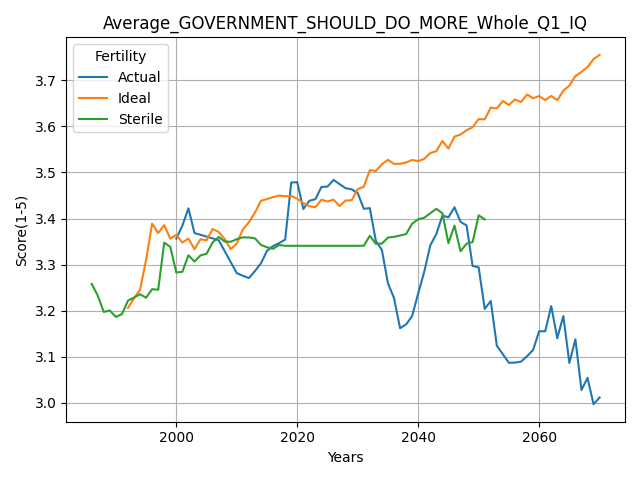 Average_GOVERNMENT_SHOULD_DO_MORE_Whole_Q1_IQ
Fertility
Actual
Ideal
Sterile
Score(1-5)
3.7
3.6
3.5
3.4
3.3
3.2
3.1
3.0
2000
2020
2040
2060
Years